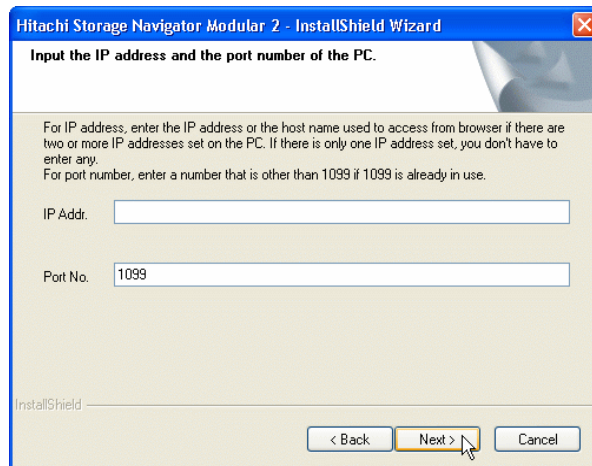 Hitachi Storage Navigator Modular 2 - InstallShield Wizard
Input the IP address and the port number of the PC.
For IP address, enter the IP address or the host name used to access from browser if there are
two or more IP addresses set on the PC. If there is only one IP address set, you don't have to
enter any.
For port number, enter a number that is other than 1099 if 1099 is already in use.
IP Addr.
Port No. 1099
InstallShield
< Back Next > Cancel